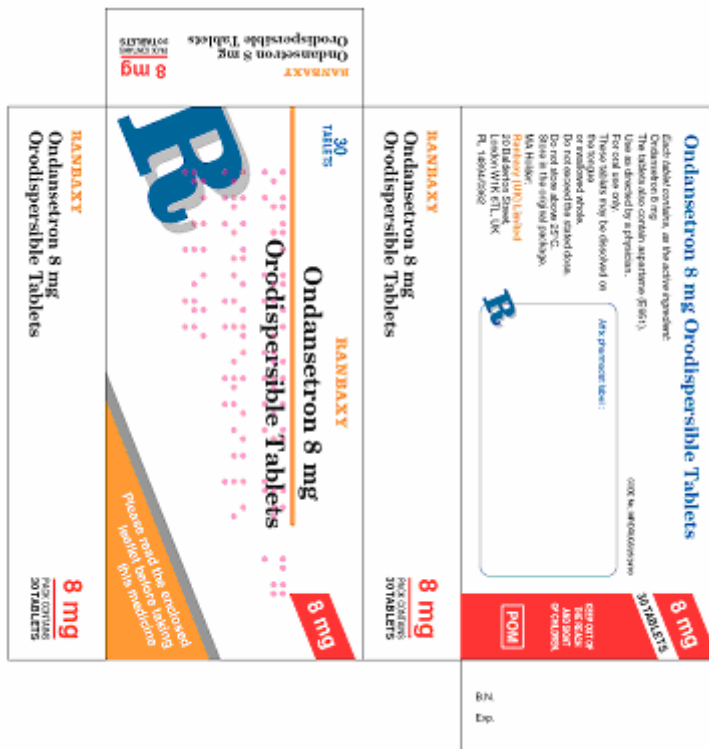 RANBAXY
Ondansetron 8 mg
Orodispersible Tablets
8 mg
PACK CONTAINS
30 TABLETS
30
TABLETS
R
RANBAXY
Ondansetron 8 mg
Orodispersible Tablets
8 mg
Please read the enclosed
leaflet before taking
this medicine
RANBAXY
Ondansetron 8 mg
Orodispersible Tablets
8 mg
PACK CONTAINS
30 TABLETS
RANBAXY
Ondansetron 8 mg
Orodispersible Tablets
8 mg
PACK CONTAINS
30 TABLETS
Ondansetron 8 mg Orodispersible Tablets
Each tablet contains, as the active ingredient:
Ondansetron 8 mg
The tablets also contain aspartame (E951).
Use as directed by a physician.
For oral use only.
These tablets may be dissolved on
the tongue
or swallowed whole.
Do not exceed the stated dose.
Do not store above 25°C.
Store in the original package.
MA Holder:
Ranbaxy (UK) Limited
20 Balderton Street,
London W1K 6TL, UK
R
Affix pharmacist label :
8 mg
30 TABLETS
KEEP OUT OF
THE REACH
AND SIGHT
OF CHILDREN.
POM
B.N.
Exp.